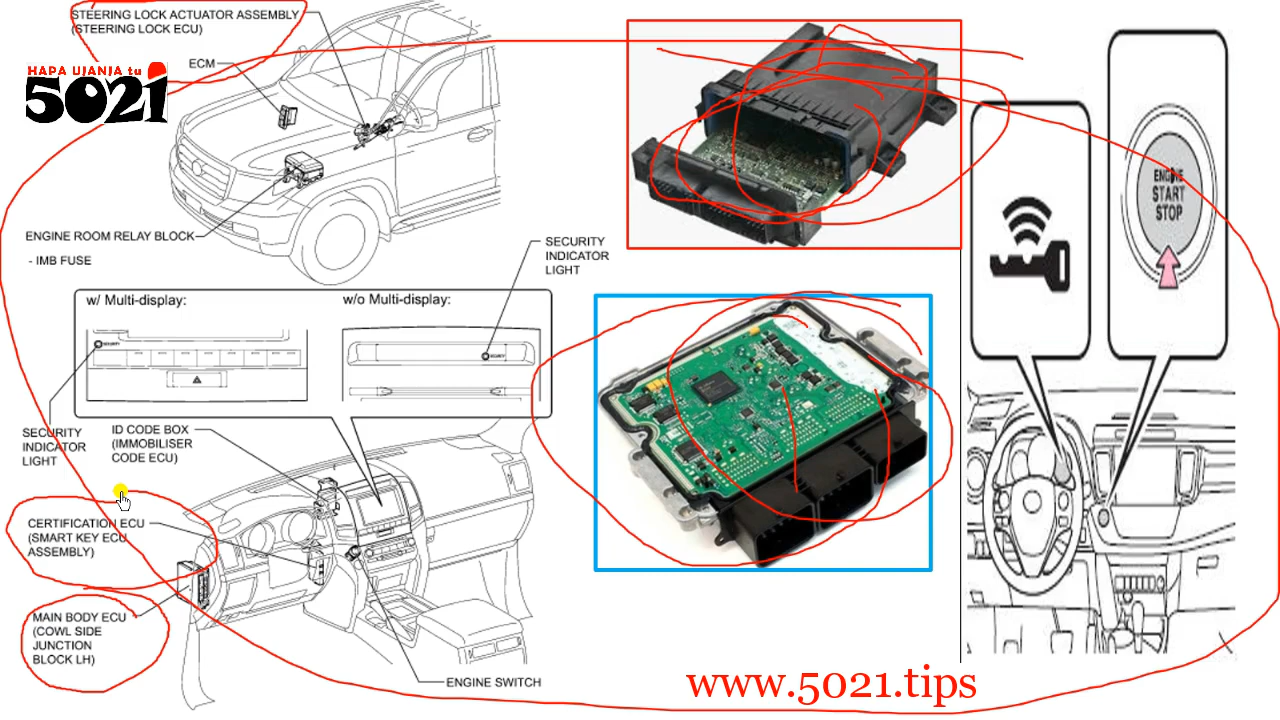 STEERING LOCK ACTUATOR ASSEMBLY
(STEERING LOCK ECU)
ECM
HAPA UJANJA tu
5021
ENGINE ROOM RELAY BLOCK
- IMB FUSE
SECURITY
INDICATOR
LIGHT
w/ Multi-display:
w/o Multi-display:
SECURITY
SECURITY
SECURITY
INDICATOR
LIGHT
ID CODE BOX
(IMMOBILISER
CODE ECU)
CERTIFICATION ECU
(SMART KEY ECU
ASSEMBLY)
MAIN BODY ECU
(COWL SIDE
JUNCTION
BLOCK LH)
ENGINE SWITCH
ENGINE
START
STOP
www.5021.tips